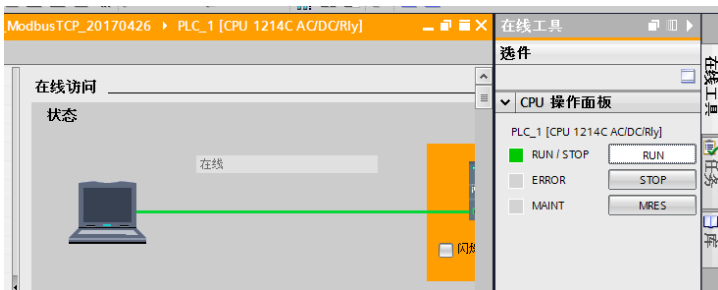 _ModbusTCP_20170426 ▸ PLC_1 [CPU 1214C AC/DC/Rly]
在线工具
选件
在线访问
状态
在线
CPU 操作面板
PLC_1 [CPU 1214C AC/DC/Rly]
RUN / STOP
RUN
ERROR
STOP
MAINT
MRES
在线工具
任务
库